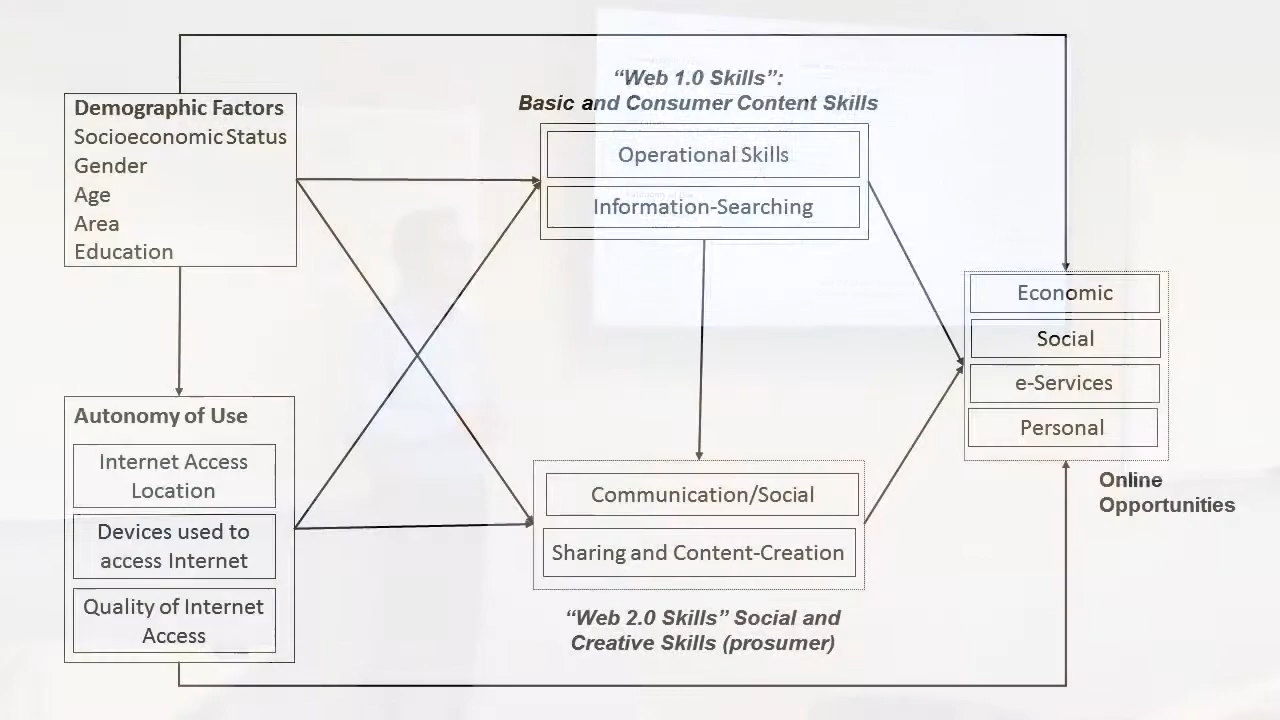 Demographic Factors
Socioeconomic Status
Gender
Age
Area
Education
Autonomy of Use
Internet Access
Location
Devices used to
access Internet
Quality of Internet
Access
“Web 1.0 Skills”:
Basic and Consumer Content Skills
Operational Skills
Information-Searching
Communication/Social
Sharing and Content-Creation
“Web 2.0 Skills” Social and
Creative Skills (prosumer)
Economic
Social
e-Services
Personal
Online
Opportunities